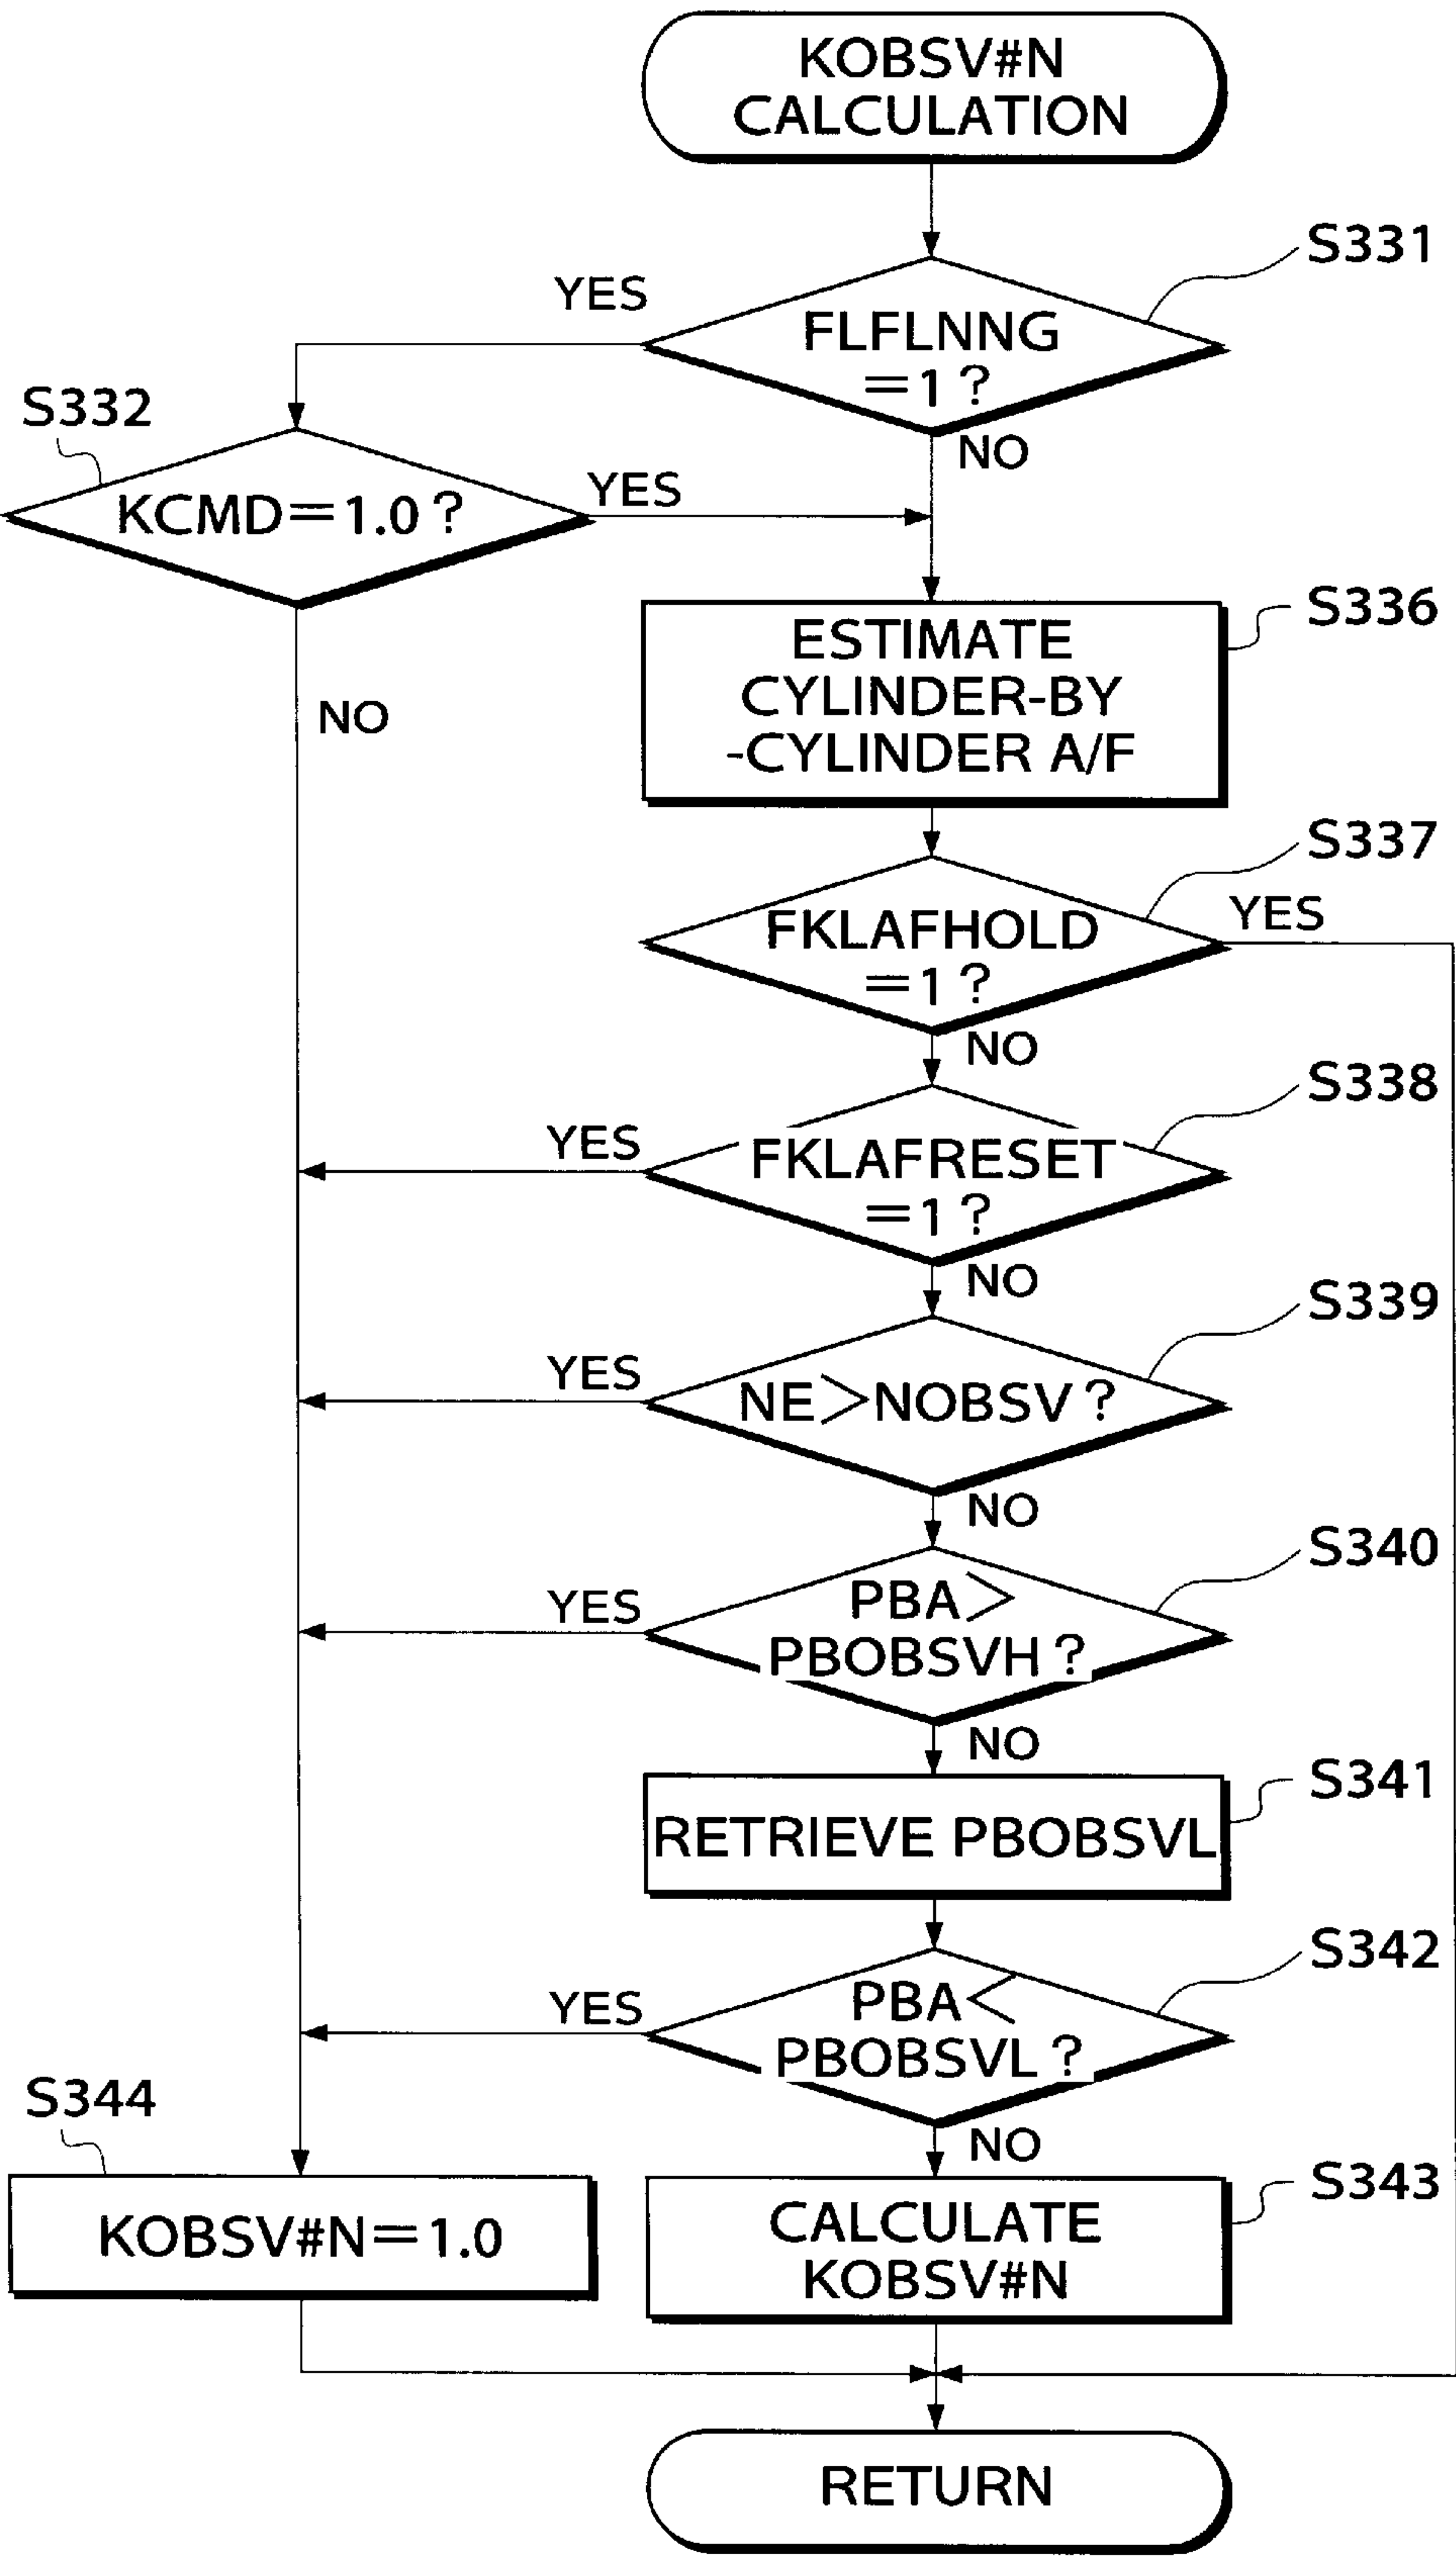 KOBSV#N
CALCULATION
S331
YES
FLFLNNG
=1?
NO
S332
KCMD=1.0?
YES
NO
S336
ESTIMATE
CYLINDER-BY
-CYLINDER A/F
S337
YES
FKLAFHOLD
=1?
NO
S338
YES
FKLAFRESET
=1?
NO
S339
YES
NE>NOBSV?
NO
S340
YES
PBA>
PBOBSVH?
NO
S341
RETRIEVE PBOBSVL
S342
YES
PBA<
PBOBSVL?
NO
S344
KOBSV#N=1.0
S343
CALCULATE
KOBSV#N
RETURN